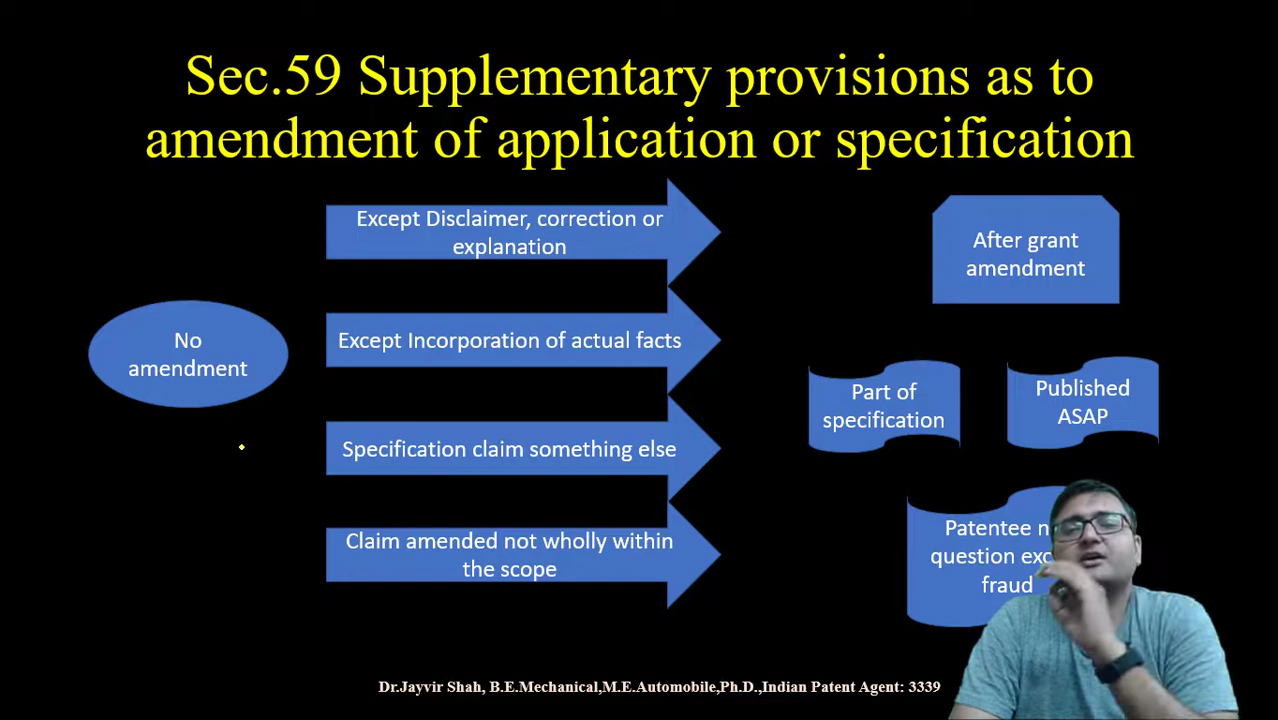 Sec.59 Supplementary provisions as to
amendment of application or specification
Except Disclaimer, correction or
explanation
After grant
amendment
No
amendment
Except Incorporation of actual facts
Part of
specification
Published
ASAP
Specification claim something else
Claim amended not wholly within
the scope
Patentee
question
fraud
Dr.Jayvir Shah, B.E.Mechanical,M.E.Automobile,Ph.D.,Indian Patent Agent: 3339